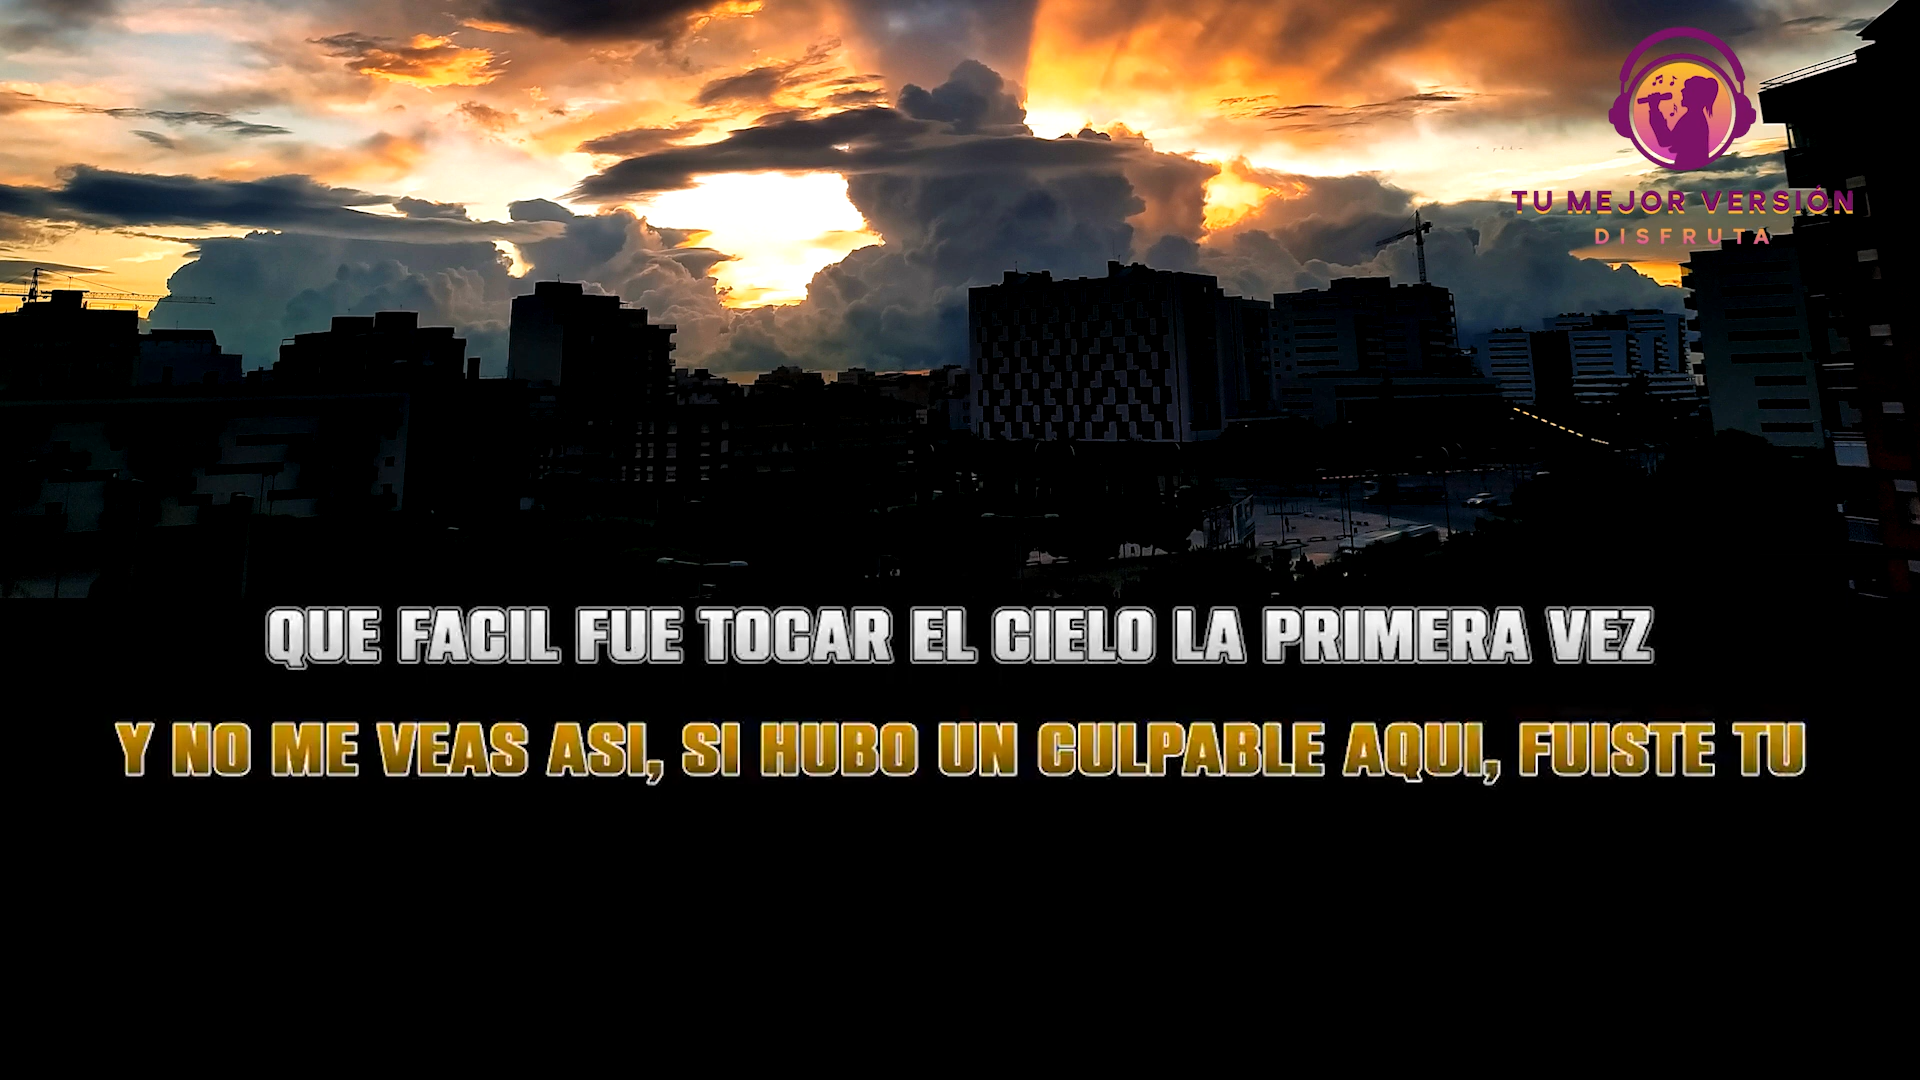 TU MEJOR VERSIÓN
DISFRUTA
QUE FACIL FUE TOCAR EL CIELO LA PRIMERA VEZ
Y NO ME VEAS ASI, SI HUBO UN CULPABLE AQUI, FUISTE TU